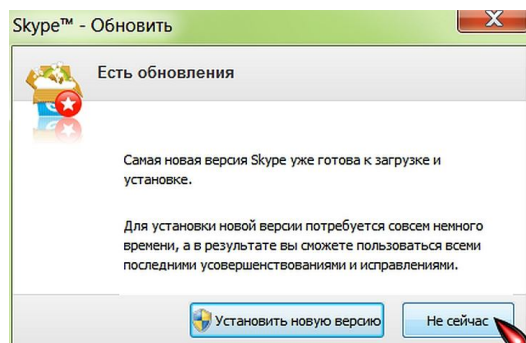 Skype™ - Обновить
Есть обновления
Самая новая версия Skype уже готова к загрузке и
установке.
Для установки новой версии потребуется совсем немного
времени, а в результате вы сможете пользоваться всеми
последними усовершенствованиями и исправлениями.
Установить новую версию
Не сейчас